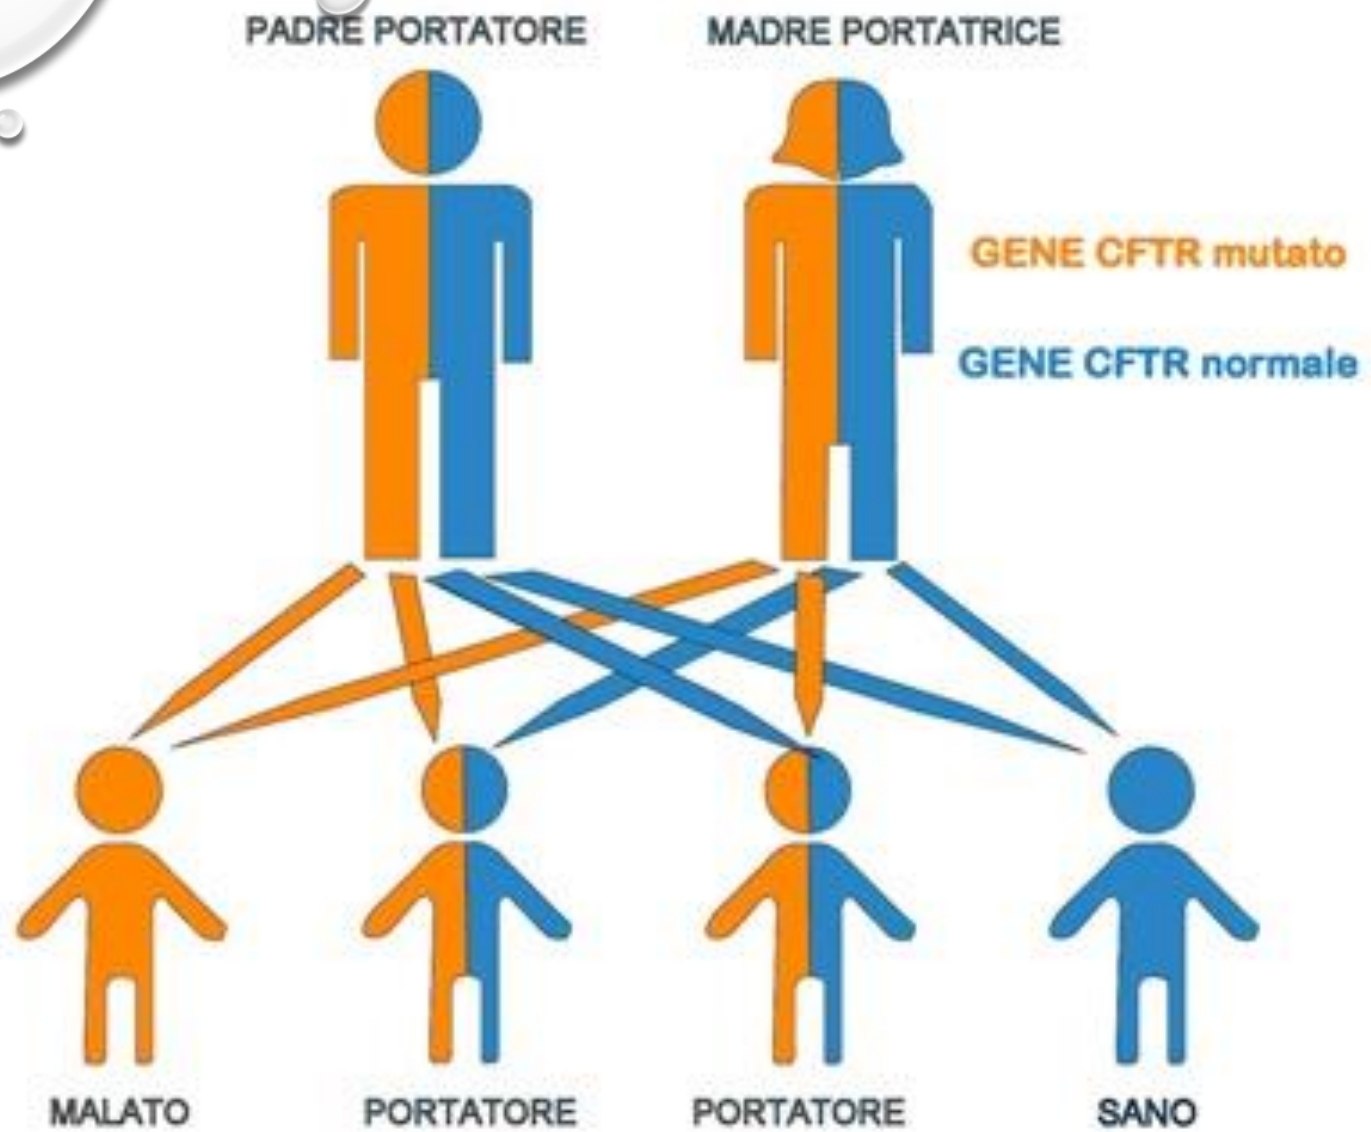 PADRE PORTATORE
MADRE PORTATRICE
GENE CFTR mutato
GENE CFTR normale
MALATO
PORTATORE
PORTATORE
SANO